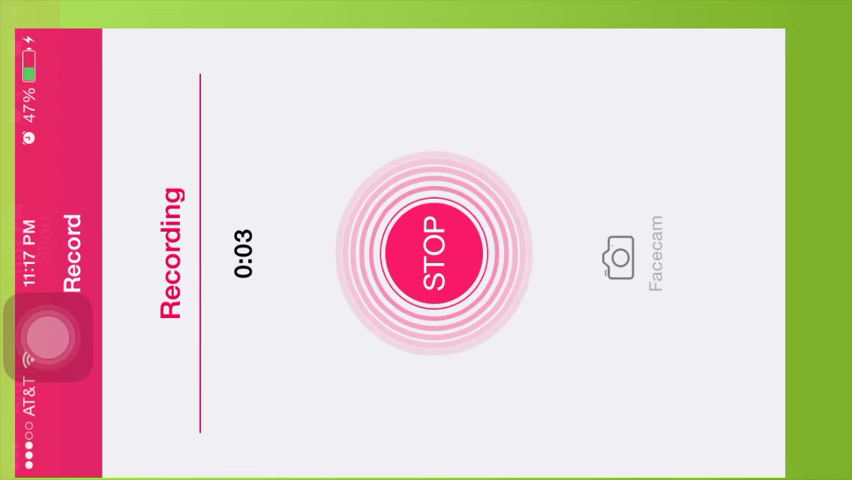 AT&T 11:17 PM 47%
Record
Recording
0:03
STOP
Facecam